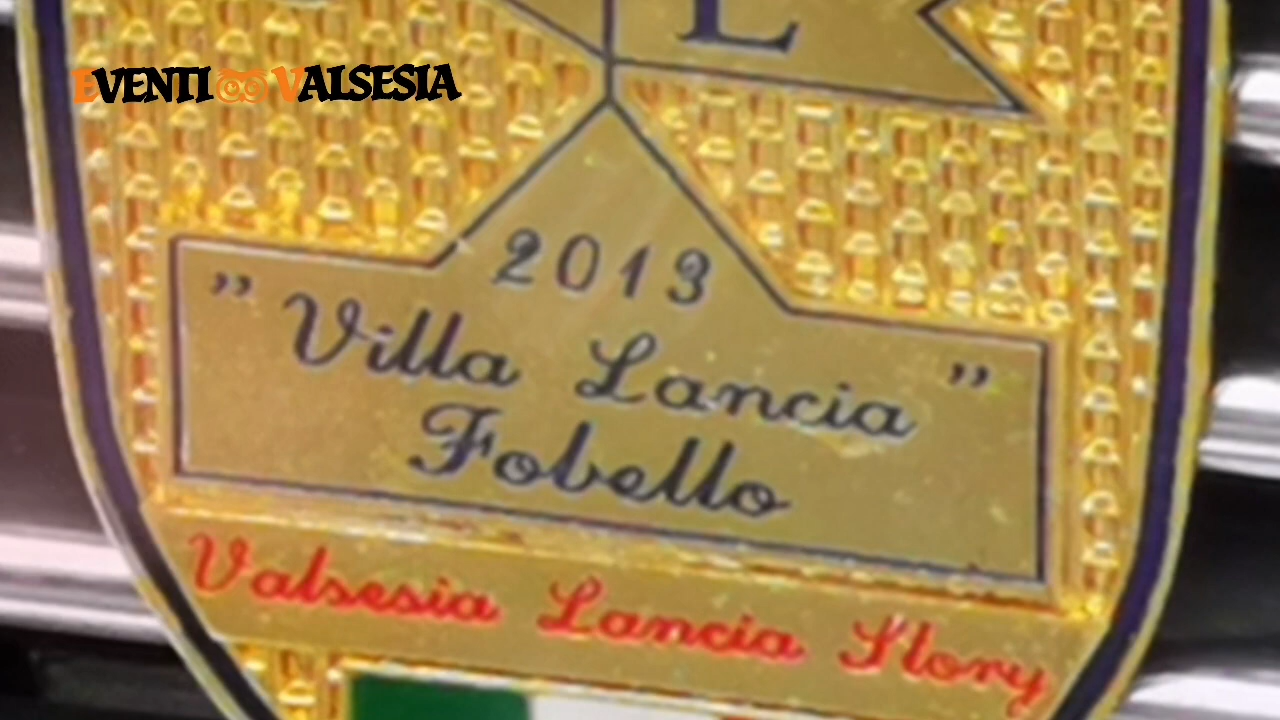 EVENTI VALSESIA
L
2013
" Villa Lancia "
Fobello
Valsesia Lancia Story